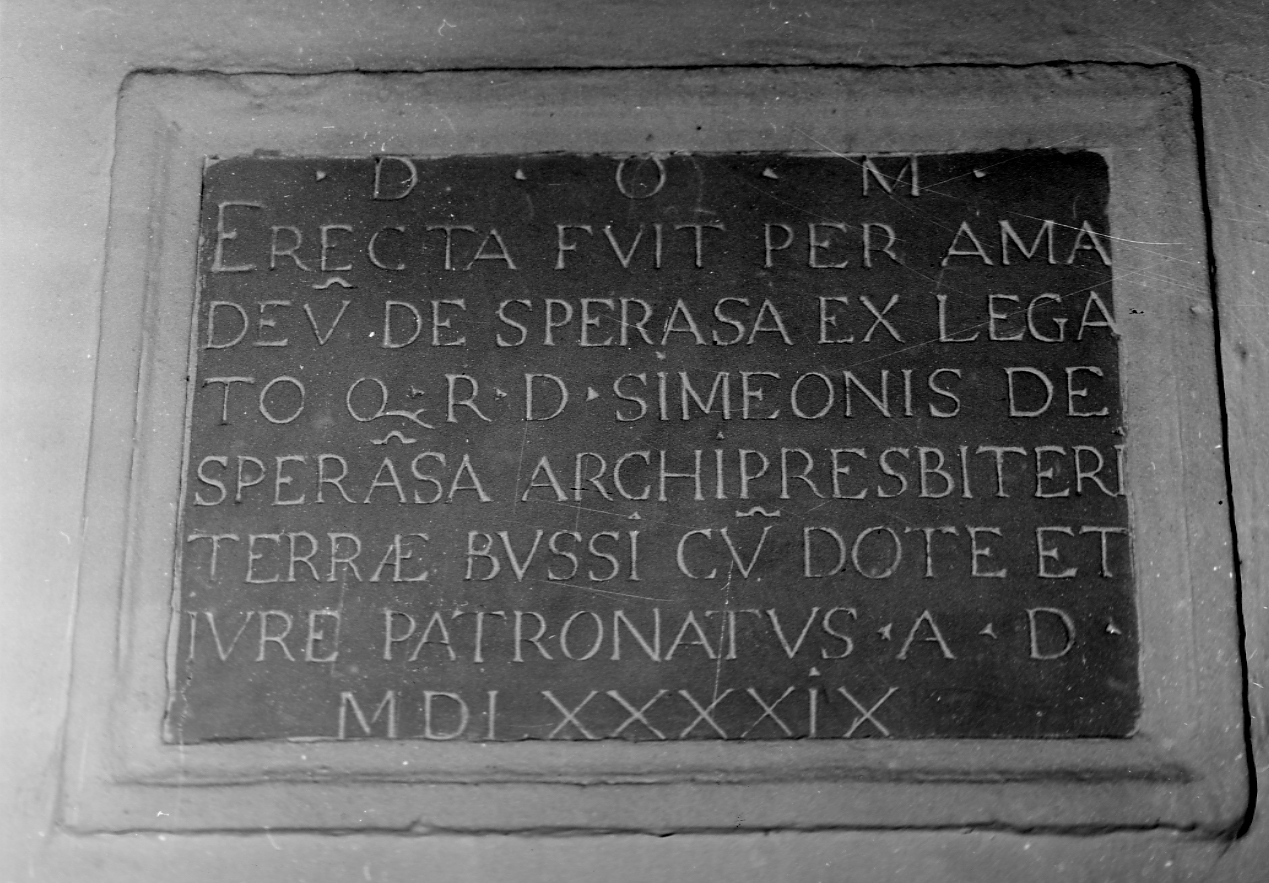 · D · O · M ·
ERECTA FVIT PER AMA
DEṼ DE SPERASA EX LEGA
TO Q · R · D · SIMEONIS DE
SPERÃSA ARCHIPRESBITERI
TERRÆ BVSSI CṼ DOTE ET
IVRE PATRONATVS · A · D ·
MDLXXXXIX